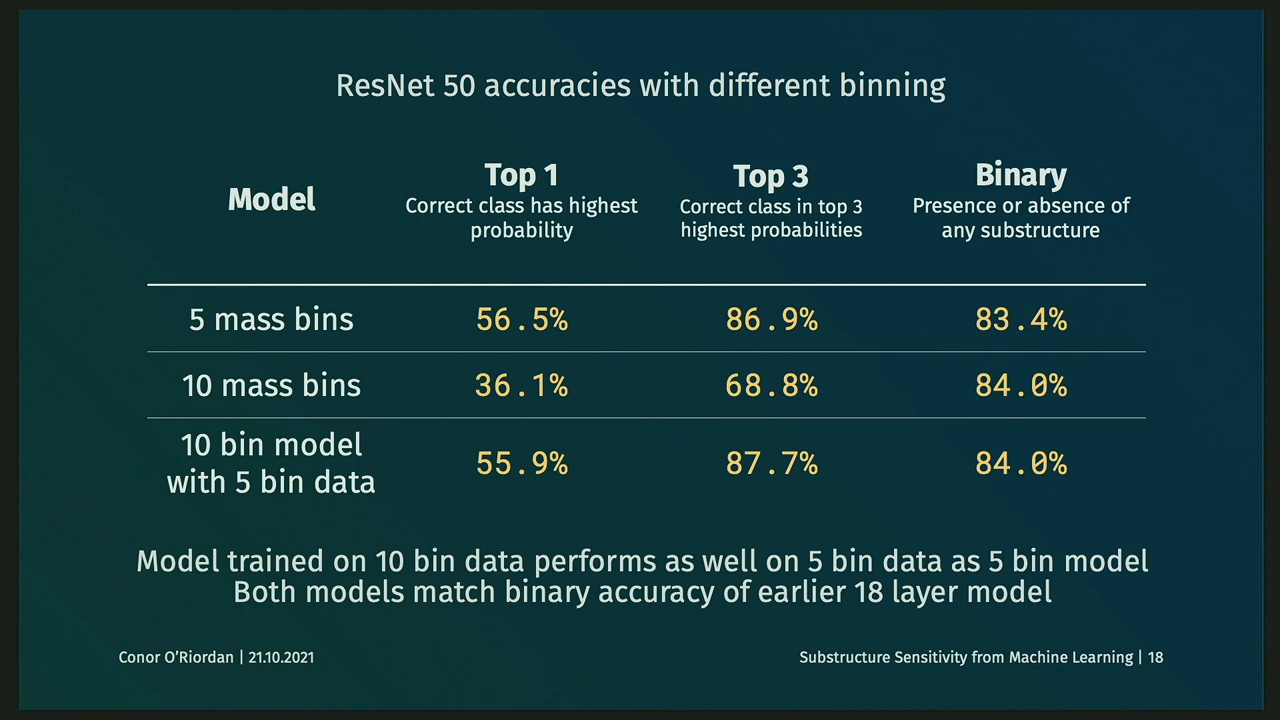 ResNet 50 accuracies with different binning
Model
Top 1
Correct class has highest
probability
Top 3
Correct class in top 3
highest probabilities
Binary
Presence or absence of
any substructure
5 mass bins 56.5% 86.9% 83.4%
10 mass bins 36.1% 68.8% 84.0%
10 bin model
with 5 bin data
55.9% 87.7% 84.0%
Model trained on 10 bin data performs as well on 5 bin data as 5 bin model
Both models match binary accuracy of earlier 18 layer model
Conor O’Riordan | 21.10.2021
Substructure Sensitivity from Machine Learning | 18